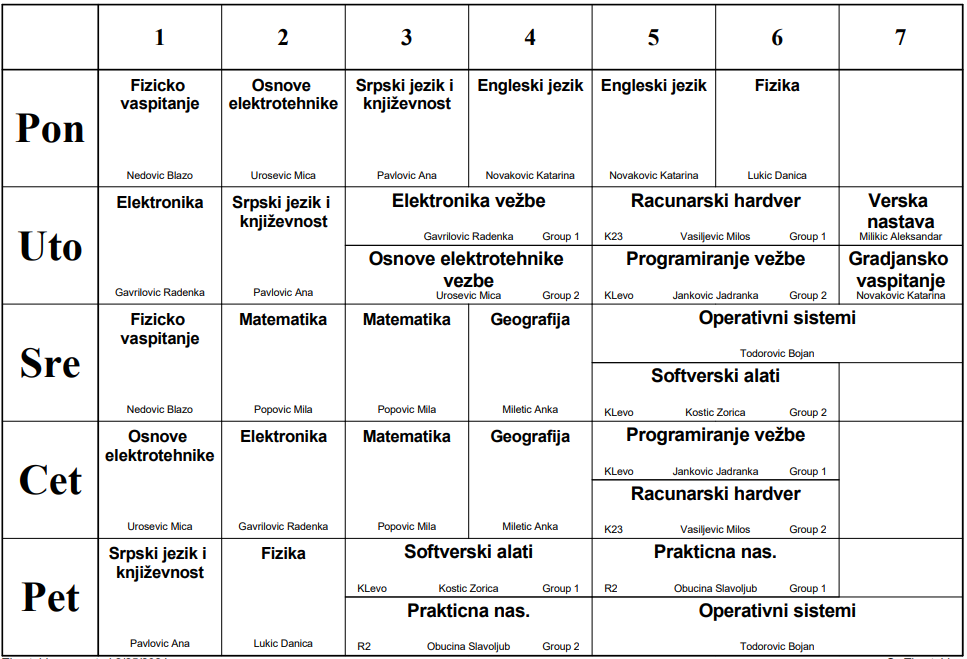 1 2 3 4 5 6 7
Pon
Fizicko
vaspitanje
Nedovic Blazo
Osnove
elektrotehnike
Urosevic Mica
Srpski jezik i
književnost
Pavlovic Ana
Engleski jezik
Novakovic Katarina
Engleski jezik
Novakovic Katarina
Fizika
Lukic Danica
Uto
Elektronika
Gavrilovic Radenka
Srpski jezik i
književnost
Pavlovic Ana
Elektronika vežbe
Gavrilovic Radenka Group 1
Osnove elektrotehnike
vezbe
Urosevic Mica Group 2
Racunarski hardver
K23 Vasiljevic Milos Group 1
Programiranje vežbe
KLevo Jankovic Jadranka Group 2
Verska
nastava
Milikic Aleksandar
Gradjansko
vaspitanje
Novakovic Katarina
Sre
Fizicko
vaspitanje
Nedovic Blazo
Matematika
Popovic Mila
Matematika
Popovic Mila
Geografija
Miletic Anka
Operativni sistemi
Todorovic Bojan
Softverski alati
KLevo Kostic Zorica Group 2
Cet
Osnove
elektrotehnike
Urosevic Mica
Elektronika
Gavrilovic Radenka
Matematika
Popovic Mila
Geografija
Miletic Anka
Programiranje vežbe
KLevo Jankovic Jadranka Group 1
Racunarski hardver
K23 Vasiljevic Milos Group 2
Pet
Srpski jezik i
književnost
Pavlovic Ana
Fizika
Lukic Danica
Softverski alati
KLevo Kostic Zorica Group 1
Prakticna nas.
R2 Obucina Slavoljub Group 2
Prakticna nas.
R2 Obucina Slavoljub Group 1
Operativni sistemi
Todorovic Bojan